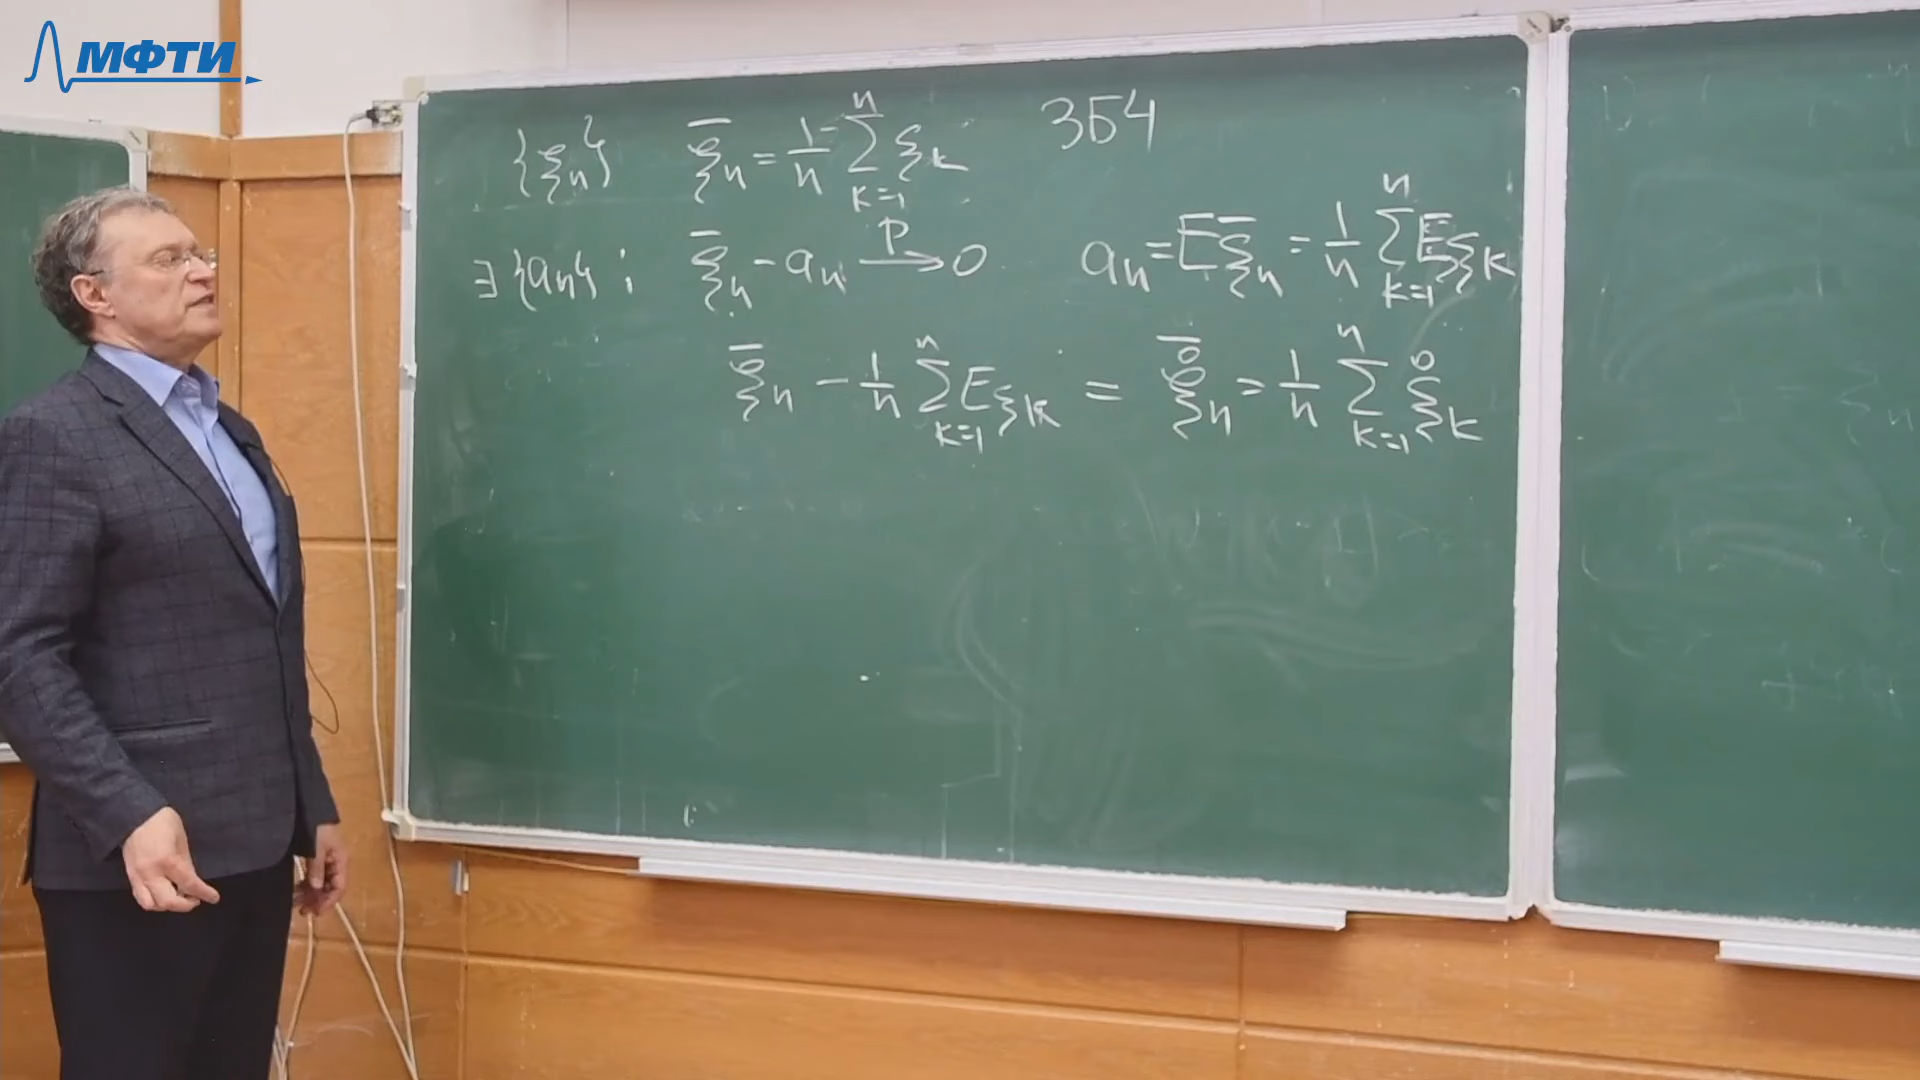 МФТИ
{ξₙ} ξ̄ₙ = 1/n ∑ₖ₌₁ⁿ ξₖ ЗБЧ
∃ {aₙ} : ξ̄ₙ − aₙ →ᴾ 0 aₙ = Eξ̄ₙ = 1/n ∑ₖ₌₁ⁿ Eξₖ
ξ̄ₙ − 1/n ∑ₖ₌₁ⁿ Eξₖ = ξ̊̄ₙ = 1/n ∑ₖ₌₁ⁿ ξ̊ₖ